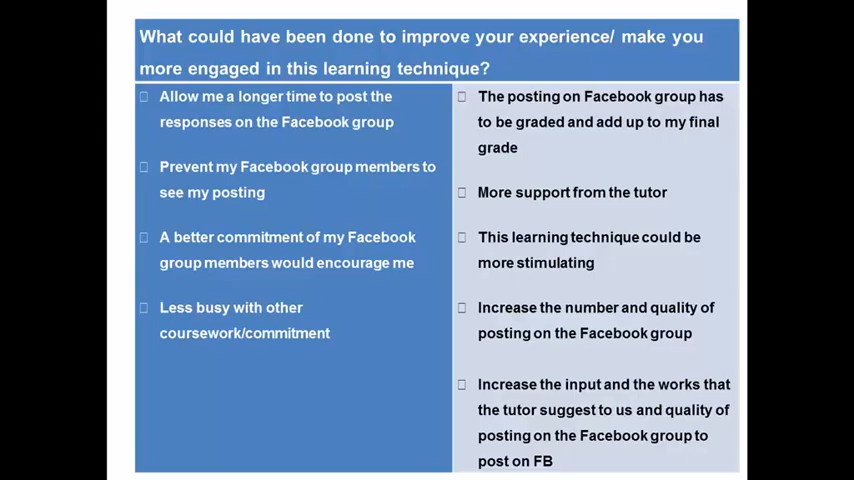 What could have been done to improve your experience/ make you
more engaged in this learning technique?
Allow me a longer time to post the
responses on the Facebook group
Prevent my Facebook group members to
see my posting
A better commitment of my Facebook
group members would encourage me
Less busy with other
coursework/commitment
The posting on Facebook group has
to be graded and add up to my final
grade
More support from the tutor
This learning technique could be
more stimulating
Increase the number and quality of
posting on the Facebook group
Increase the input and the works that
the tutor suggest to us and quality of
posting on the Facebook group to
post on FB